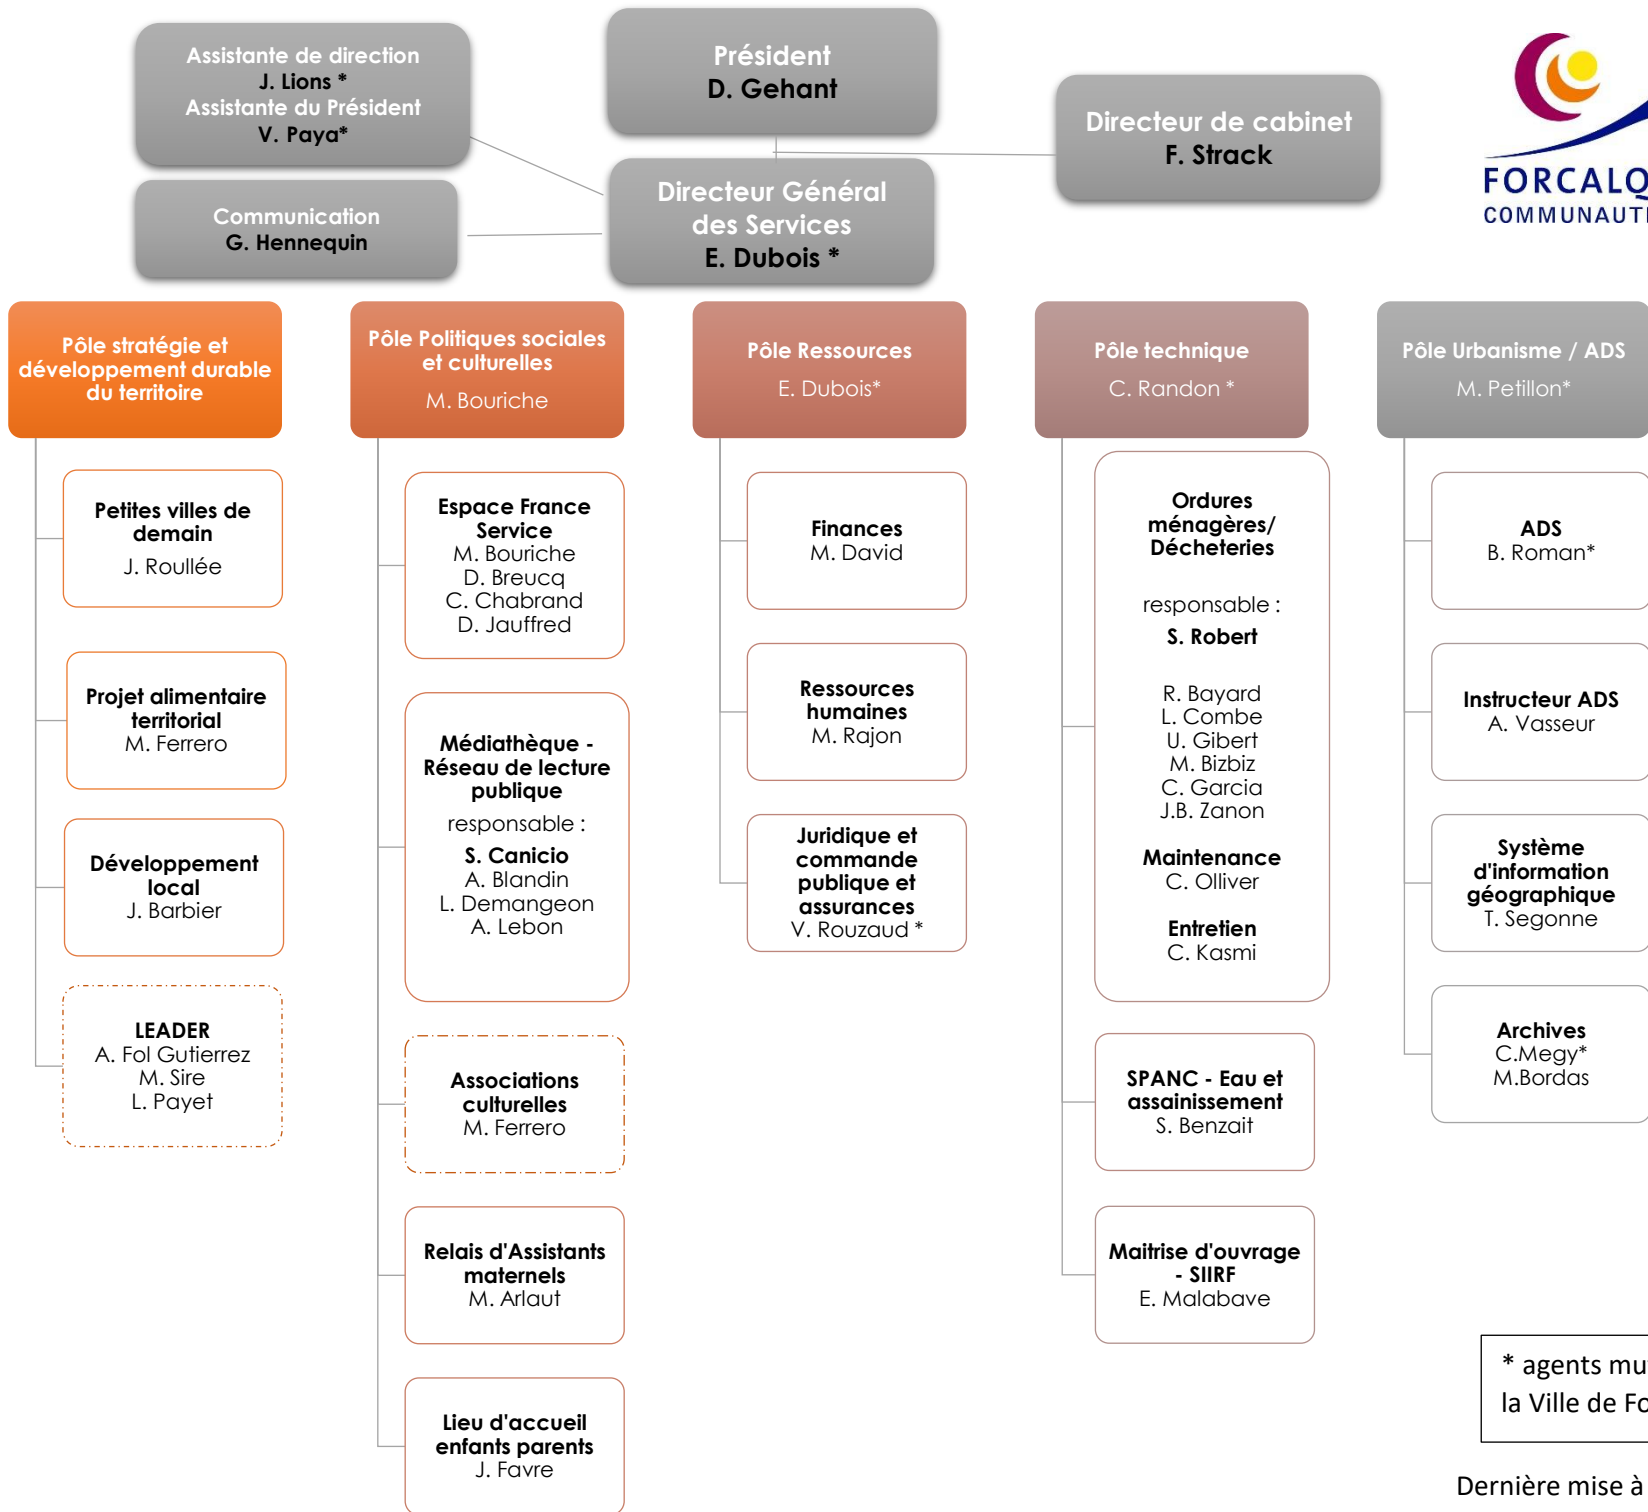 Assistante de direction
J. Lions *
Assistante du Président
V. Paya*
Président
D. Gehant
Directeur de cabinet
F. Strack
Communication
G. Hennequin
Directeur Général
des Services
E. Dubois *
COMMUNAUT
Pôle stratégie et
développement durable
du territoire
Petites villes de
demain
J. Roullée
Projet alimentaire
territorial
M. Ferrero
Développement
local
J. Barbier
LEADER
A. Fol Gutierrez
M. Sire
L. Payet
Pôle Politiques sociales
et culturelles
M. Bouriche
Espace France
Service
M. Bouriche
D. Breucq
C. Chabrand
D. Jauffred
Médiathèque -
Réseau de lecture
publique
responsable :
S. Canicio
A. Blandin
L. Demangeon
A. Lebon
Associations
culturelles
M. Ferrero
Relais d'Assistants
maternels
M. Arlaut
Lieu d'accueil
enfants parents
J. Favre
Pôle Ressources
E. Dubois*
Finances
M. David
Ressources
humaines
M. Rajon
Juridique et
commande
publique et
assurances
V. Rouzaud *
Pôle technique
C. Randon *
Ordures
ménagères/
Décheteries
responsable :
S. Robert
R. Bayard
L. Combe
U. Gibert
M. Bizbiz
C. Garcia
J.B. Zanon
Maintenance
C. Olliver
Entretien
C. Kasmi
SPANC - Eau et
assainissement
S. Benzait
Maitrise d'ouvrage
- SIIRF
E. Malabave
Pôle Urbanisme / ADS
M. Petillon*
ADS
B. Roman*
Instructeur ADS
A. Vasseur
Système
d'information
géographique
T. Segonne
Archives
C.Megy*
M.Bordas
* agents
la Ville de
Dernière mise à